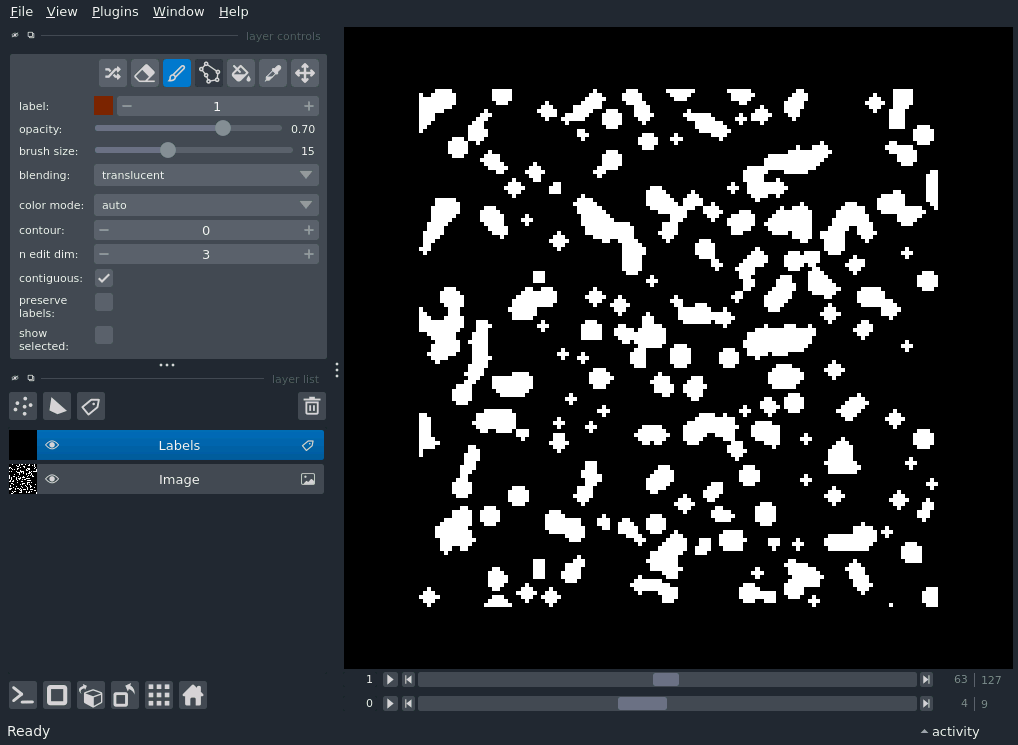 File View Plugins Window Help
layer controls
label: 1
opacity: 0.70
brush size: 15
blending: translucent
color mode: auto
contour: 0
n edit dim: 3
contiguous:
preserve
labels:
show
selected:
layer list
Labels
Image
1 63 127
0 4 9
Ready activity